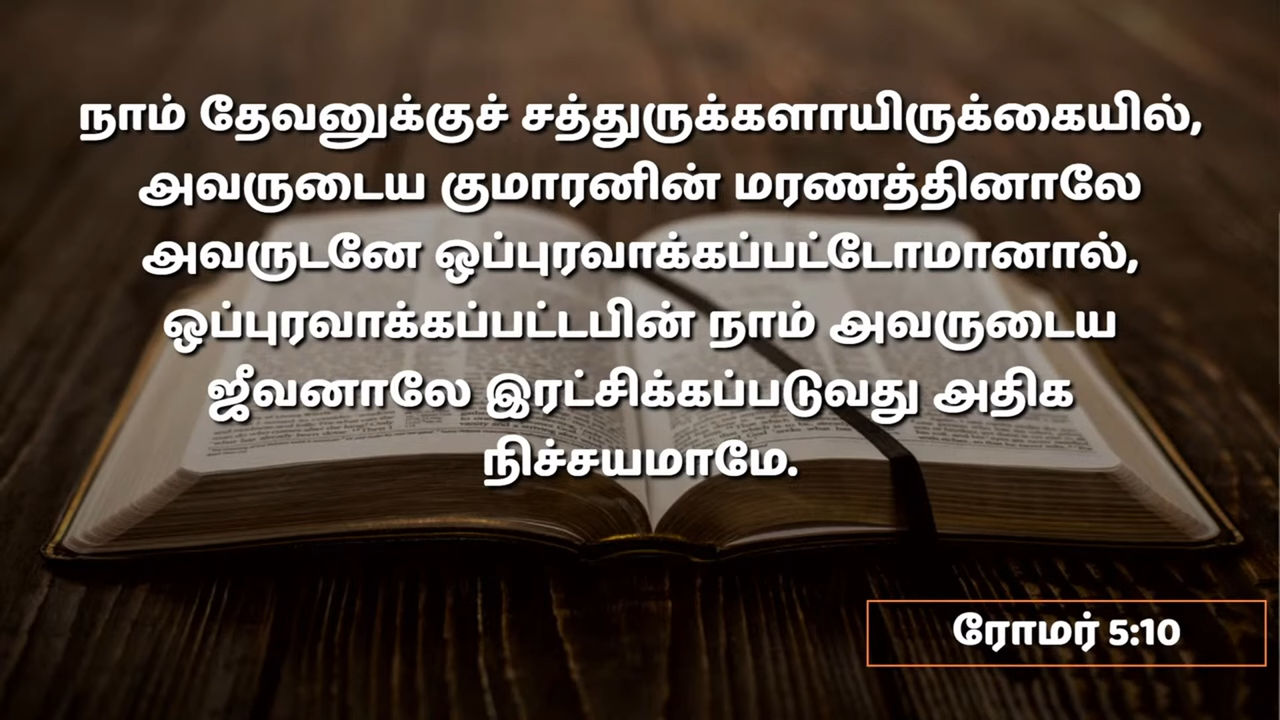 நாம் தேவனுக்குச் சத்துருக்களாயிருக்கையில்,
அவருடைய குமாரனின் மரணத்தினாலே
அவருடனே ஒப்புரவாக்கப்பட்டோமானால்,
ஒப்புரவாக்கப்பட்டபின் நாம் அவருடைய
ஜீவனாலே இரட்சிக்கப்படுவது அதிக
நிச்சயமாமே.
ரோமர் 5:10